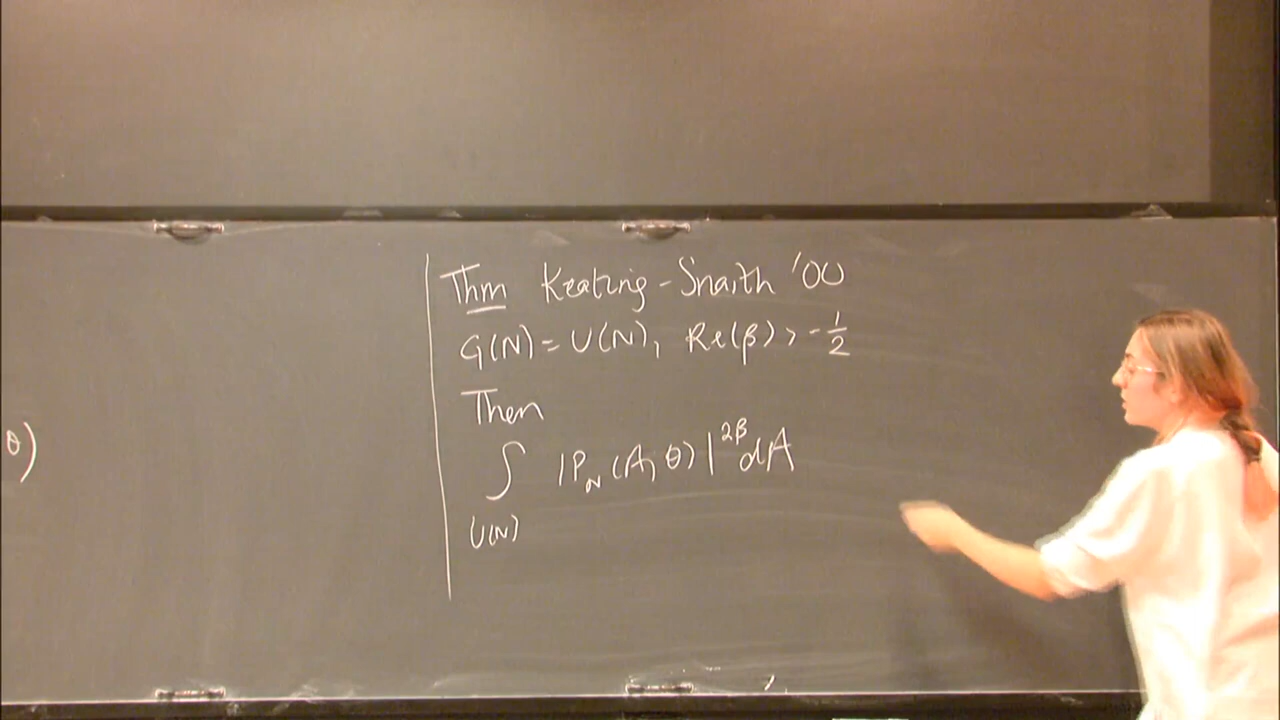 Thm Keating-Snaith '00
G(N) = U(N), Re(β) > -1/2
Then
∫ |P_N(A, θ)|^{2β} dA
U(N)
θ)